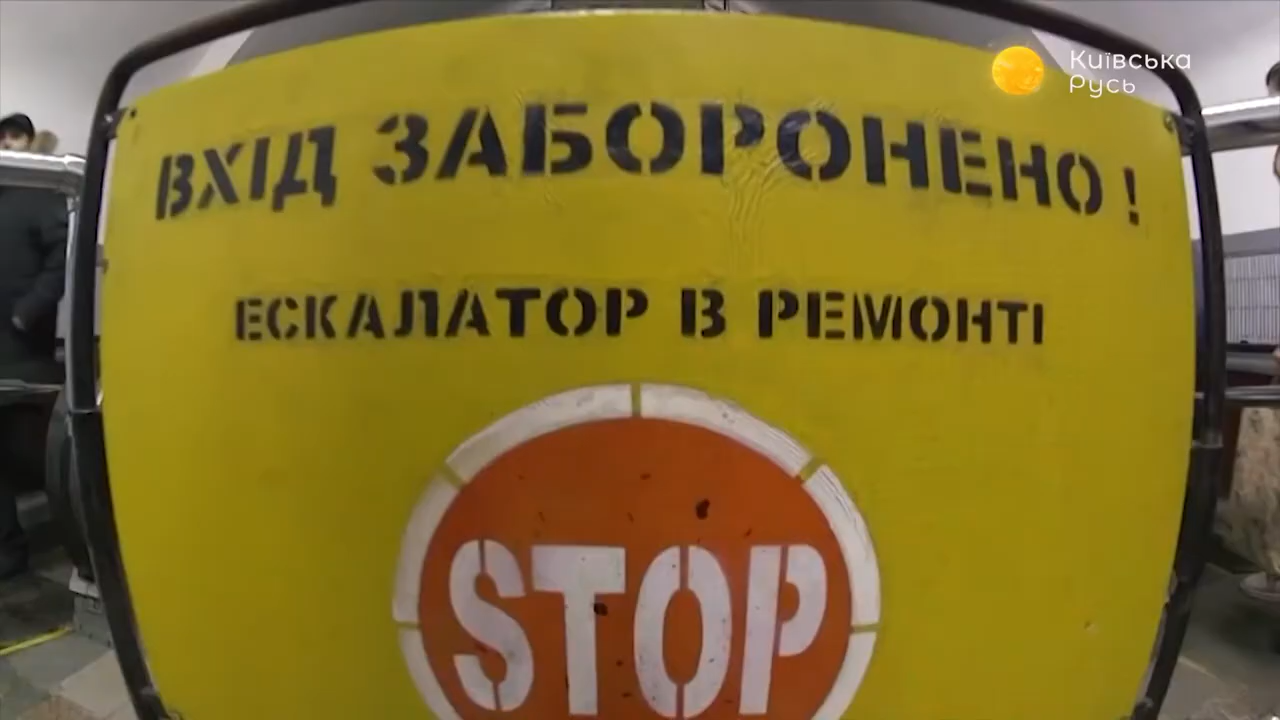 Київська
Русь
ВХІД ЗАБОРОНЕНО !
ЕСКАЛАТОР В РЕМОНТІ
STOP